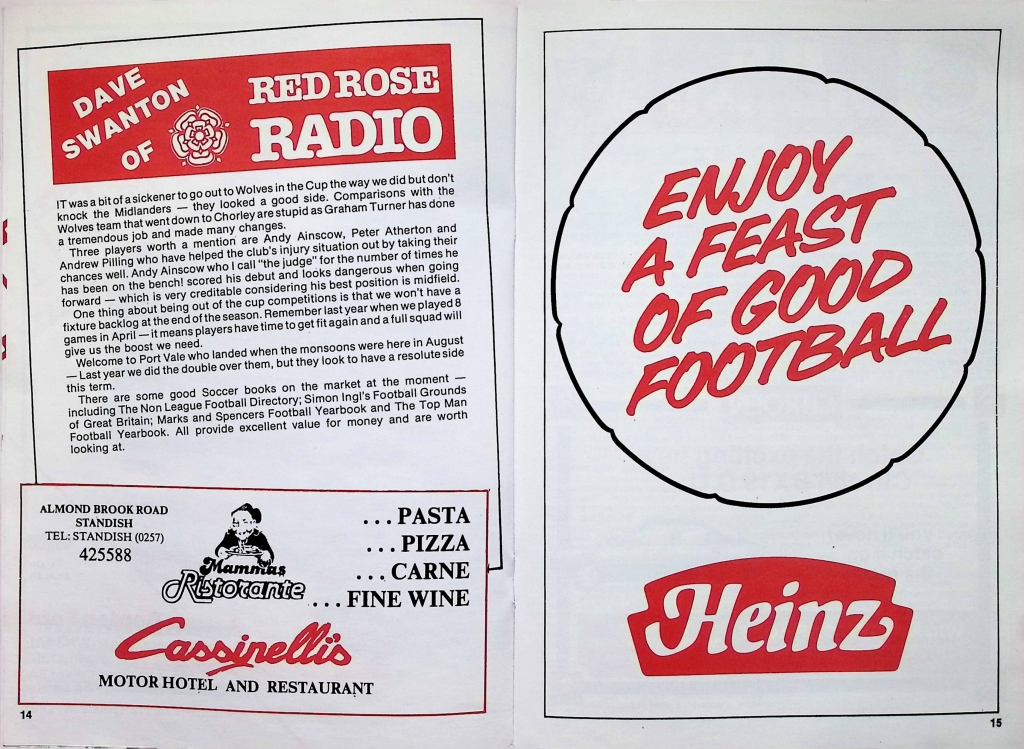 DAVE
SWANTON
OF
RED ROSE
RADIO
IT was a bit of a sickener to go out to Wolves in the Cup the way we did but don't
knock the Midlanders — they looked a good side. Comparisons with the
Wolves team that went down to Chorley are stupid as Graham Turner has done
a tremendous job and made many changes.
Three players worth a mention are Andy Ainscow, Peter Atherton and
Andrew Pilling who have helped the club's injury situation out by taking their
chances well. Andy Ainscow who I call "the judge" for the number of times he
has been on the bench! scored his debut and looks dangerous when going
forward — which is very creditable considering his best position is midfield.
One thing about being out of the cup competitions is that we won't have a
fixture backlog at the end of the season. Remember last year when we played 8
games in April — it means players have time to get fit again and a full squad will
give us the boost we need.
Welcome to Port Vale who landed when the monsoons were here in August
— Last year we did the double over them, but they look to have a resolute side
this term.
There are some good Soccer books on the market at the moment —
including The Non League Football Directory; Simon Ingl's Football Grounds
of Great Britain; Marks and Spencers Football Yearbook and The Top Man
Football Yearbook. All provide excellent value for money and are worth
looking at.
ALMOND BROOK ROAD
STANDISH
TEL: STANDISH (0257)
425588
Mammas
Ristorante
... PASTA
... PIZZA
... CARNE
... FINE WINE
Cassinelli's
MOTOR HOTEL AND RESTAURANT
14
ENJOY
A FEAST
OF GOOD
FOOTBALL
Heinz
15